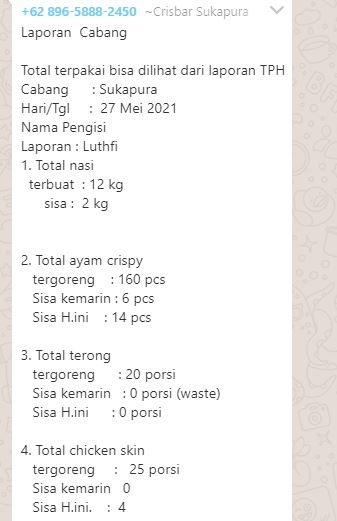 +62 896-5888-2450 ~Crisbar Sukapura
Laporan Cabang
Total terpakai bisa dilihat dari laporan TPH
Cabang : Sukapura
Hari/Tgl : 27 Mei 2021
Nama Pengisi
Laporan : Luthfi
1. Total nasi
terbuat : 12 kg
sisa : 2 kg
2. Total ayam crispy
tergoreng : 160 pcs
Sisa kemarin : 6 pcs
Sisa H.ini : 14 pcs
3. Total terong
tergoreng : 20 porsi
Sisa kemarin : 0 porsi (waste)
Sisa H.ini : 0 porsi
4. Total chicken skin
tergoreng : 25 porsi
Sisa kemarin 0
Sisa H.ini. : 4